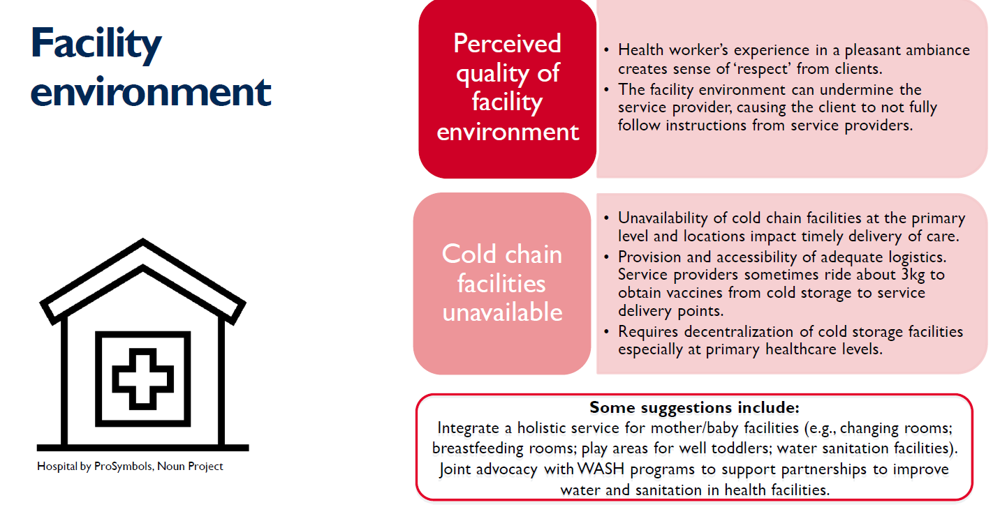 Facility
environment
Perceived
quality of
facility
environment
• Health worker's experience in a pleasant ambiance
creates sense of 'respect' from clients.
• The facility environment can undermine the
service provider, causing the client to not fully
follow instructions from service providers.
Cold chain
facilities
unavailable
• Unavailability of cold chain facilities at the primary
level and locations impact timely delivery of care.
• Provision and accessibility of adequate logistics.
Service providers sometimes ride about 3kg to
obtain vaccines from cold storage to service
delivery points.
• Requires decentralization of cold storage facilities
especially at primary healthcare levels.
Some suggestions include:
Integrate a holistic service for mother/baby facilities (e.g., changing rooms;
breastfeeding rooms; play areas for well toddlers; water sanitation facilities).
Joint advocacy with WASH programs to support partnerships to improve
water and sanitation in health facilities.
Hospital by ProSymbols, Noun Project